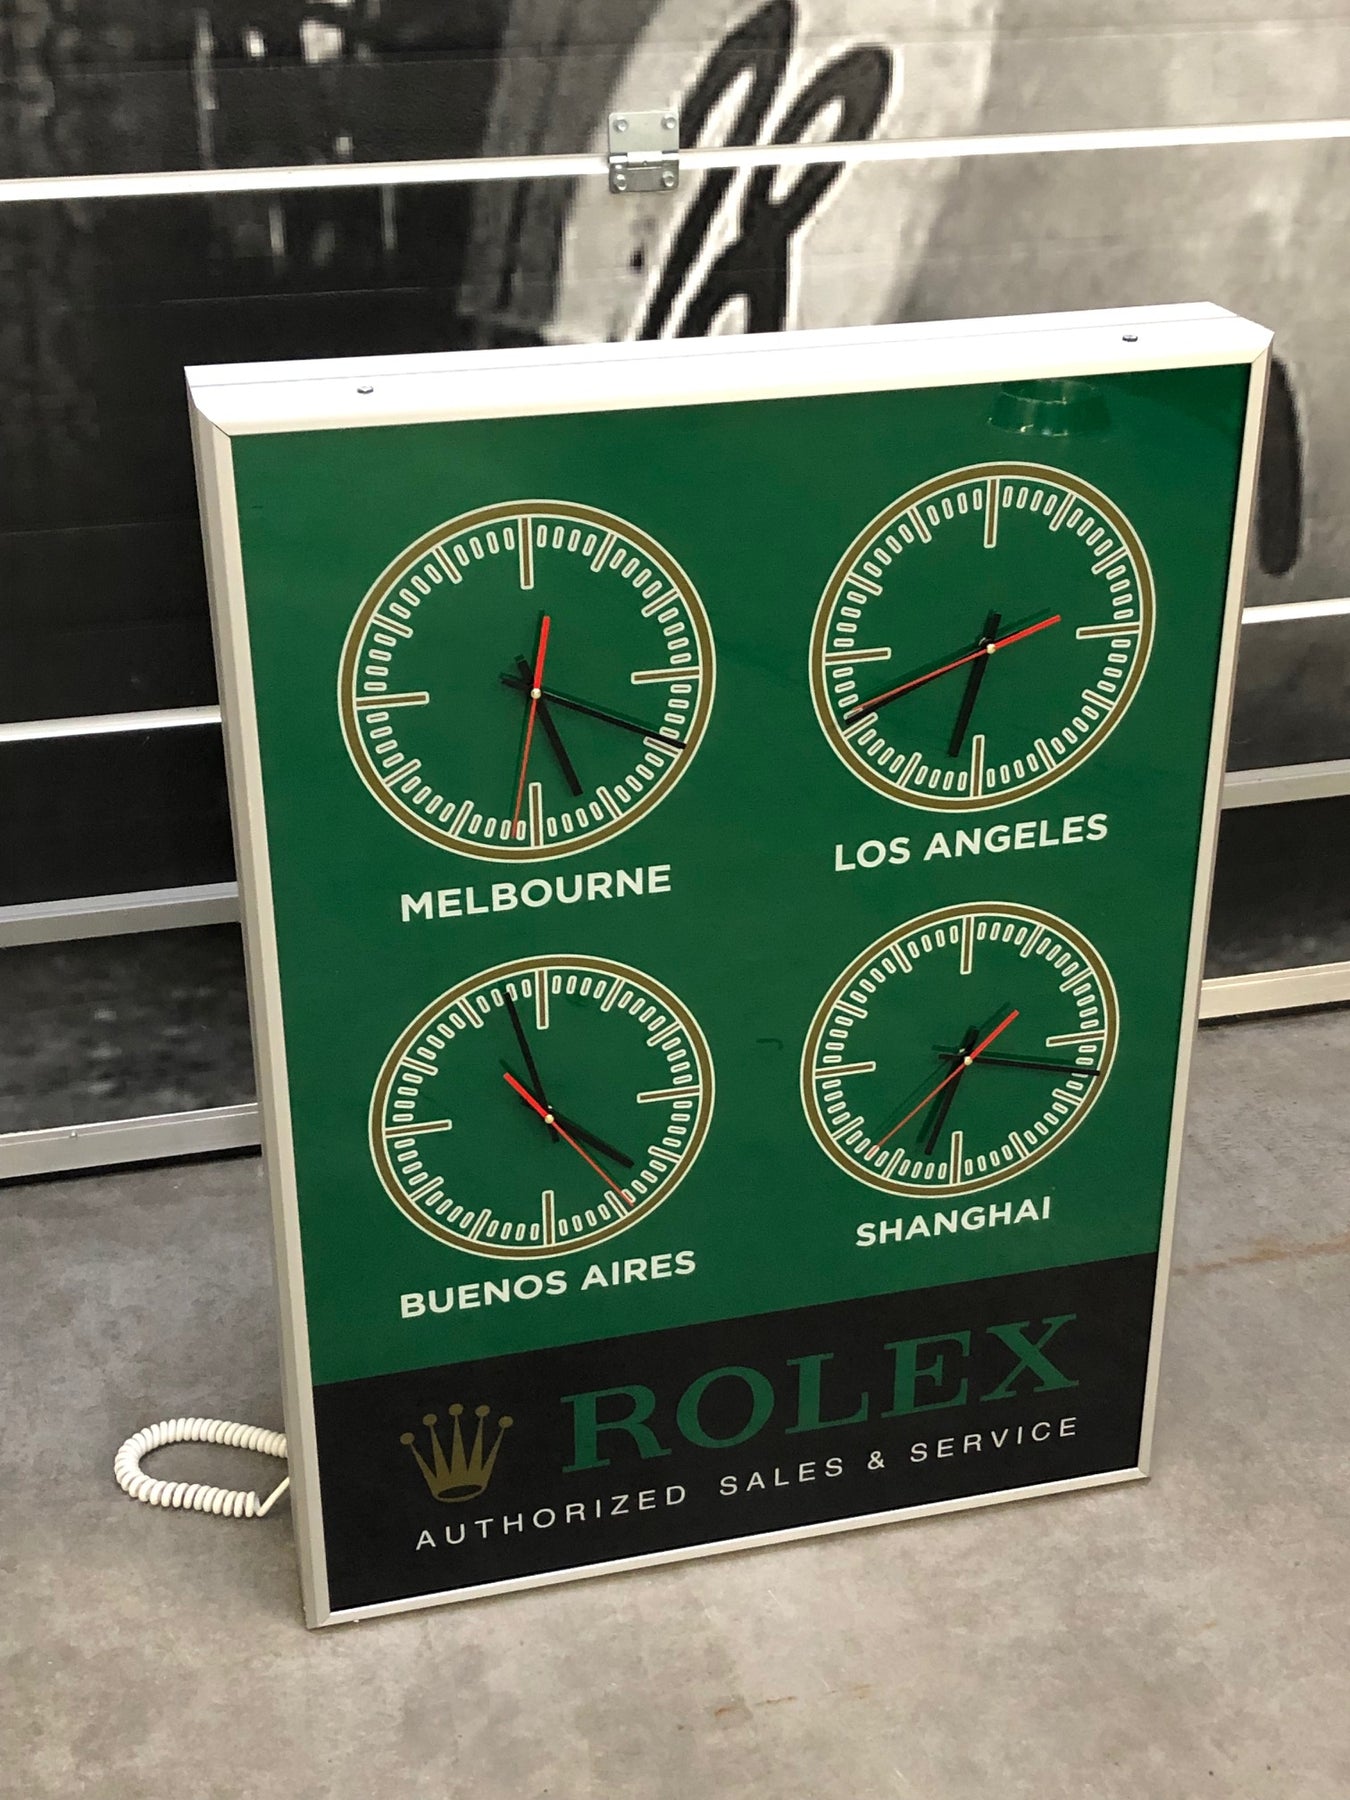 MELBOURNE
LOS ANGELES
BUENOS AIRES
SHANGHAI
ROLEX
AUTHORIZED SALES & SERVICE